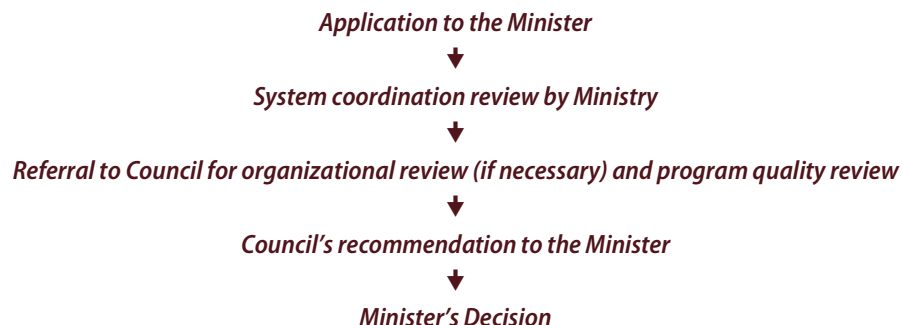 Application to the Minister
System coordination review by Ministry
Referral to Council for organizational review (if necessary) and program quality review
Council’s recommendation to the Minister
Minister’s Decision